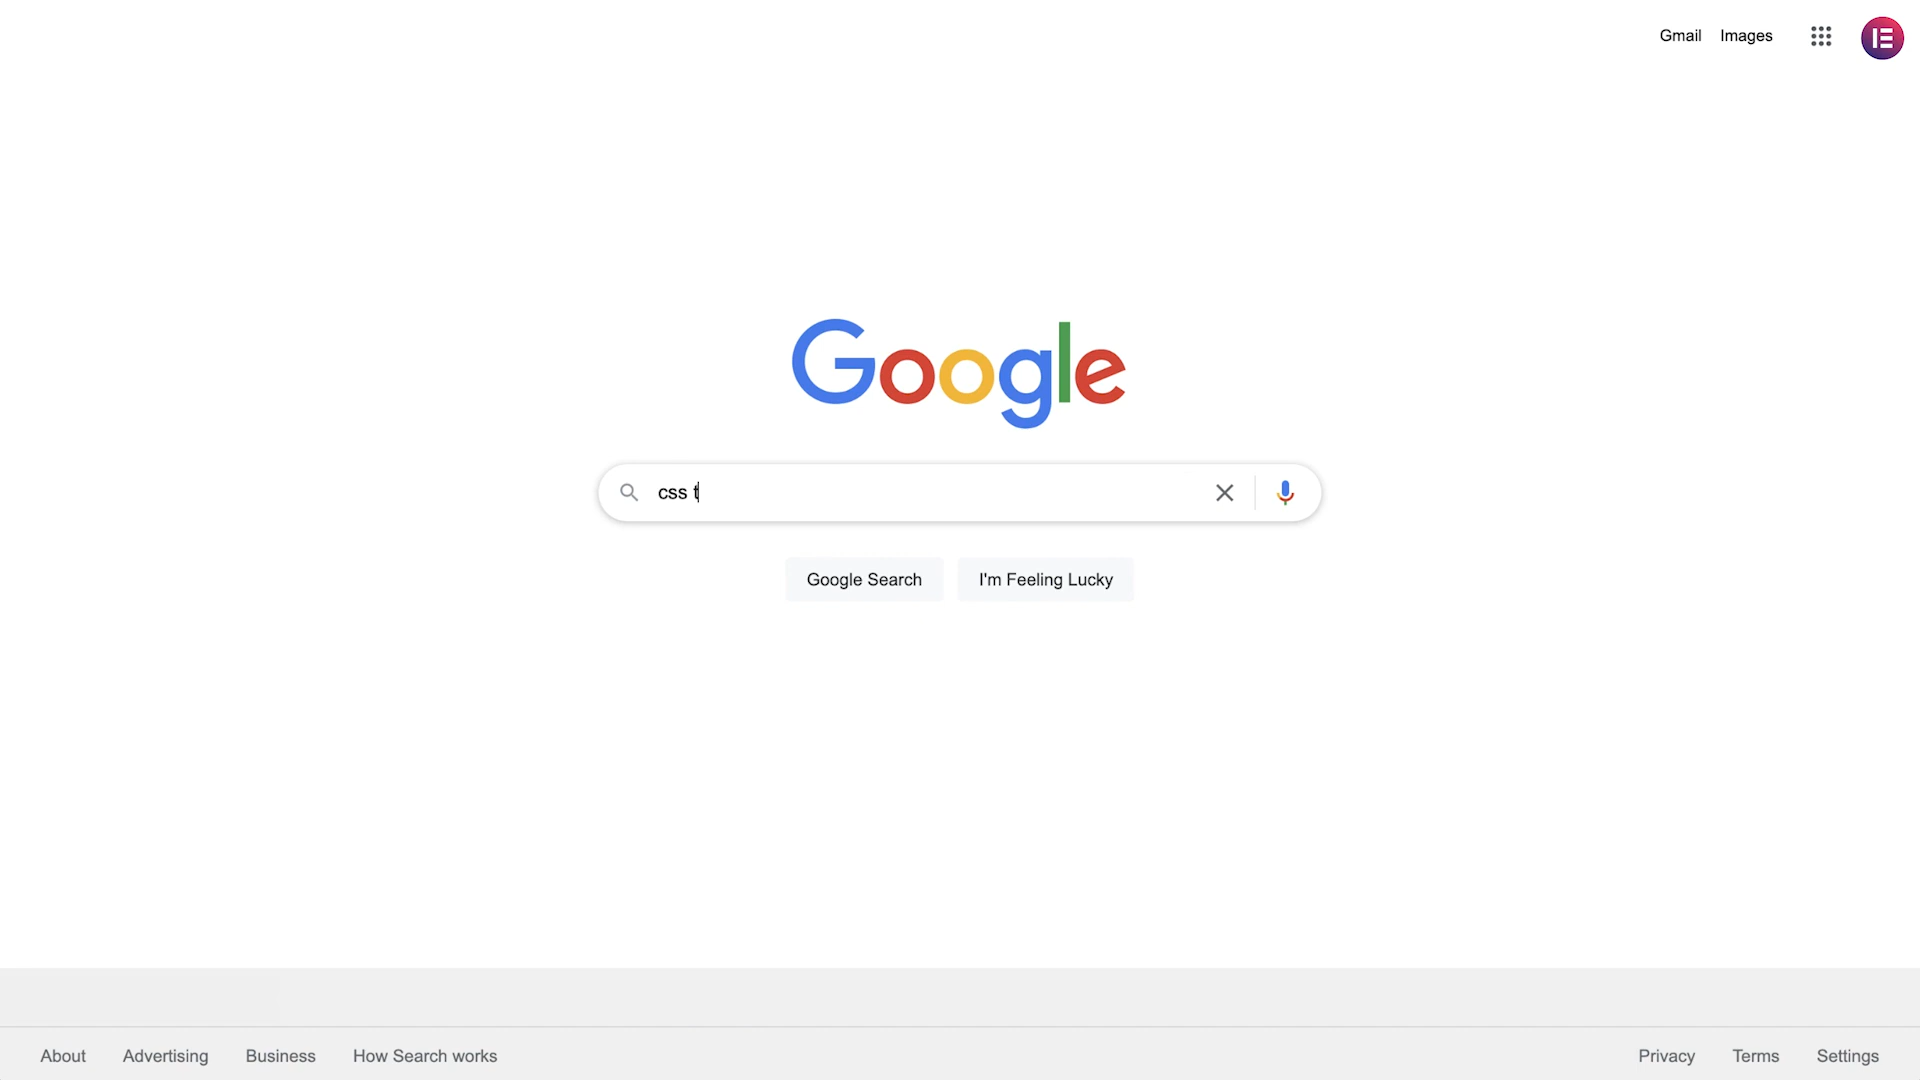 Gmail Images
Google
css t
Google Search I'm Feeling Lucky
About Advertising Business How Search works Privacy Terms Settings